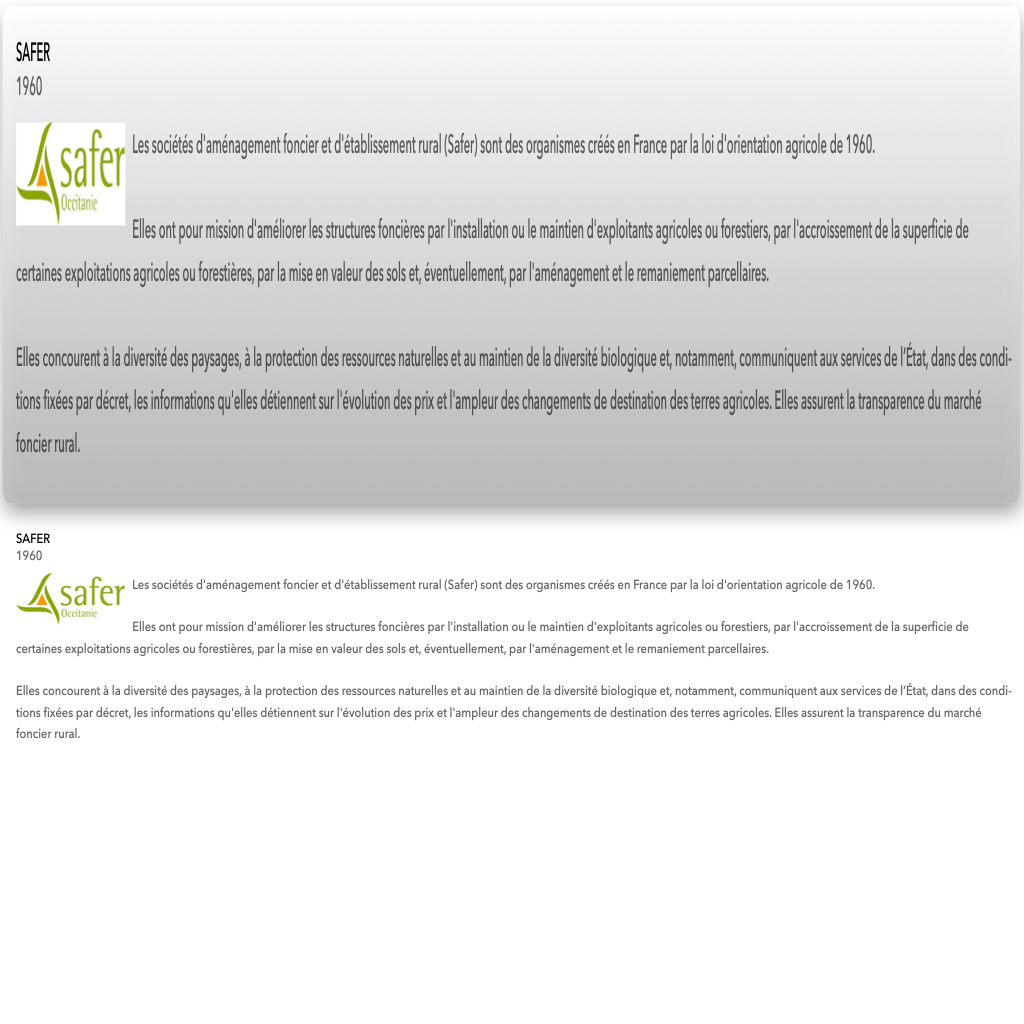 SAFER
1960
safer
Occitanie
Les sociétés d'aménagement foncier et d'établissement rural (Safer) sont des organismes créés en France par la loi d'orientation agricole de 1960.
Elles ont pour mission d'améliorer les structures foncières par l'installation ou le maintien d'exploitants agricoles ou forestiers, par l'accroissement de la superficie de
certaines exploitations agricoles ou forestières, par la mise en valeur des sols et, éventuellement, par l'aménagement et le remaniement parcellaires.
Elles concourent à la diversité des paysages, à la protection des ressources naturelles et au maintien de la diversité biologique et, notamment, communiquent aux services de l’État, dans des condi-
tions fixées par décret, les informations qu'elles détiennent sur l'évolution des prix et l'ampleur des changements de destination des terres agricoles. Elles assurent la transparence du marché
foncier rural.
SAFER
1960
safer
Occitanie
Les sociétés d'aménagement foncier et d'établissement rural (Safer) sont des organismes créés en France par la loi d'orientation agricole de 1960.
Elles ont pour mission d'améliorer les structures foncières par l'installation ou le maintien d'exploitants agricoles ou forestiers, par l'accroissement de la superficie de
certaines exploitations agricoles ou forestières, par la mise en valeur des sols et, éventuellement, par l'aménagement et le remaniement parcellaires.
Elles concourent à la diversité des paysages, à la protection des ressources naturelles et au maintien de la diversité biologique et, notamment, communiquent aux services de l’État, dans des condi-
tions fixées par décret, les informations qu'elles détiennent sur l'évolution des prix et l'ampleur des changements de destination des terres agricoles. Elles assurent la transparence du marché
foncier rural.